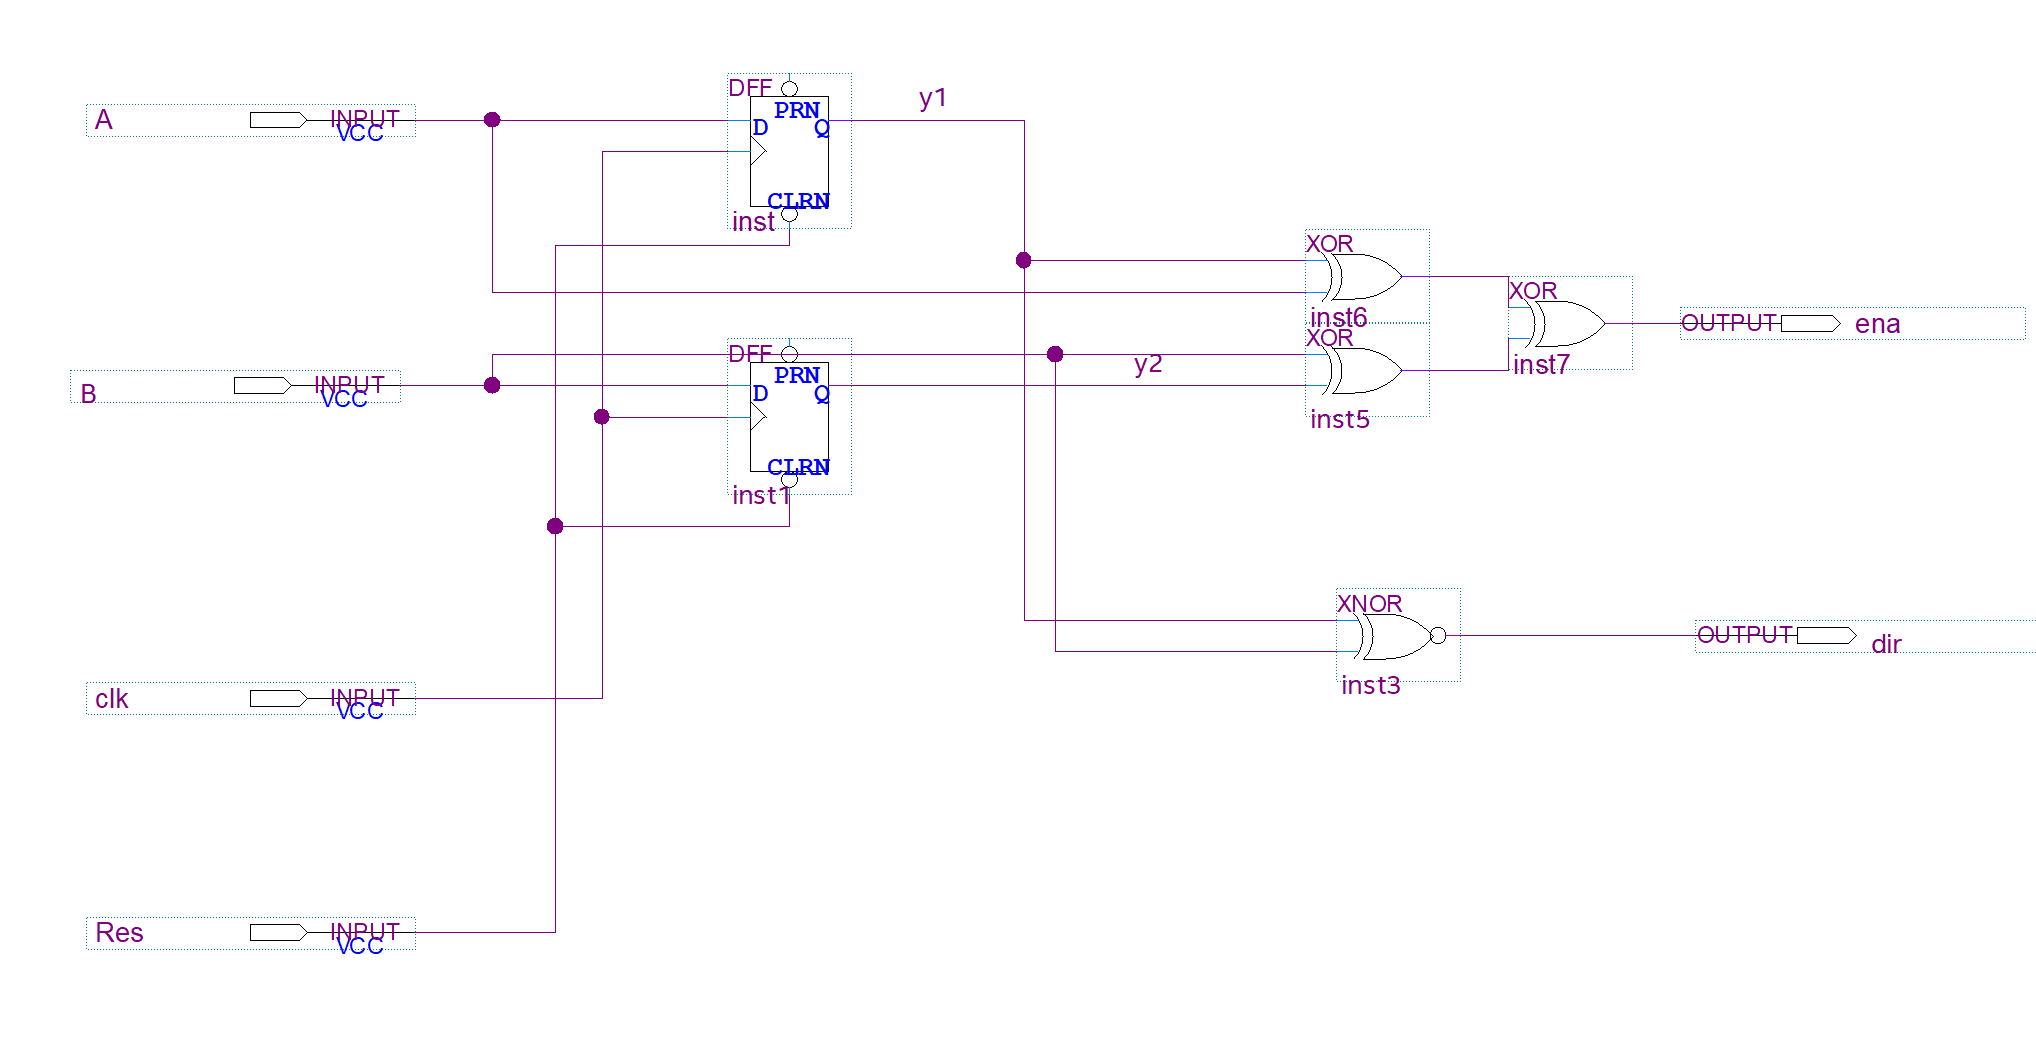 A
INPUT
VCC
DFF
PRN
D
Q
CLRN
inst
y1
XOR
inst6
XOR
inst7
OUTPUT
ena
B
INPUT
VCC
DFF
PRN
D
Q
CLRN
inst1
y2
XOR
inst5
XNOR
inst3
OUTPUT
dir
clk
INPUT
VCC
Res
INPUT
VCC